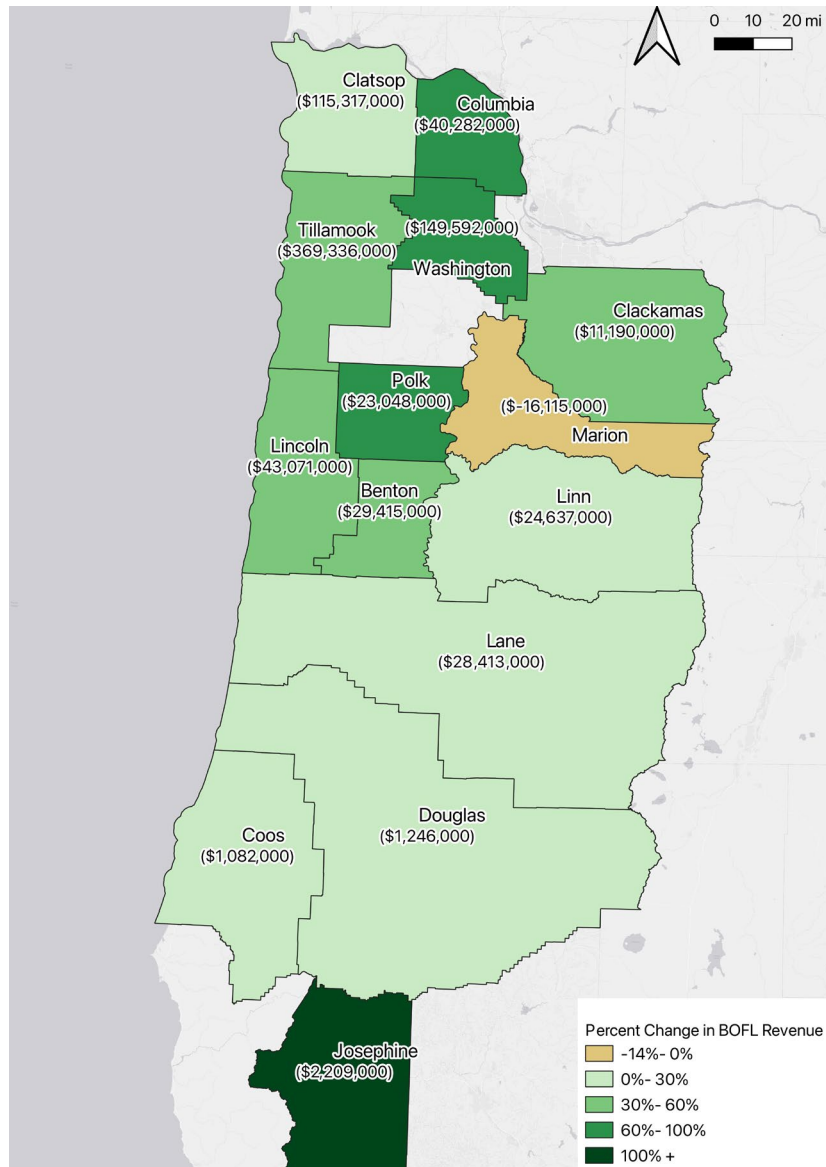 0 10 20 mi
Clatsop
($115,317,000)
Columbia
($40,282,000)
Tillamook
($369,336,000)
($149,592,000)
Washington
Clackamas
($11,190,000)
Polk
($23,048,000)
($-16,115,000)
Marion
Lincoln
($43,071,000)
Benton
($29,415,000)
Linn
($24,637,000)
Lane
($28,413,000)
Douglas
($1,246,000)
Coos
($1,082,000)
Josephine
($2,209,000)
Percent Change in BOFL Revenue
-14%- 0%
0%- 30%
30%- 60%
60%- 100%
100% +